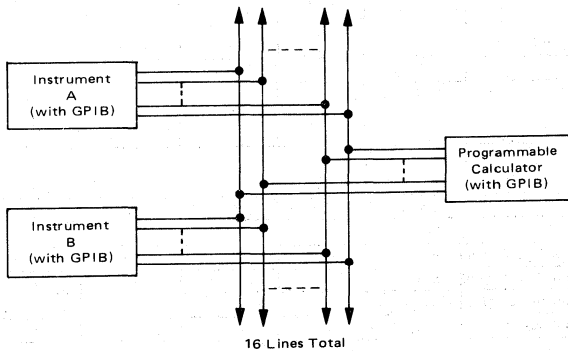 Instrument
A
(with GPIB)
Programmable
Calculator
(with GPIB)
Instrument
B
(with GPIB)
16 Lines Total